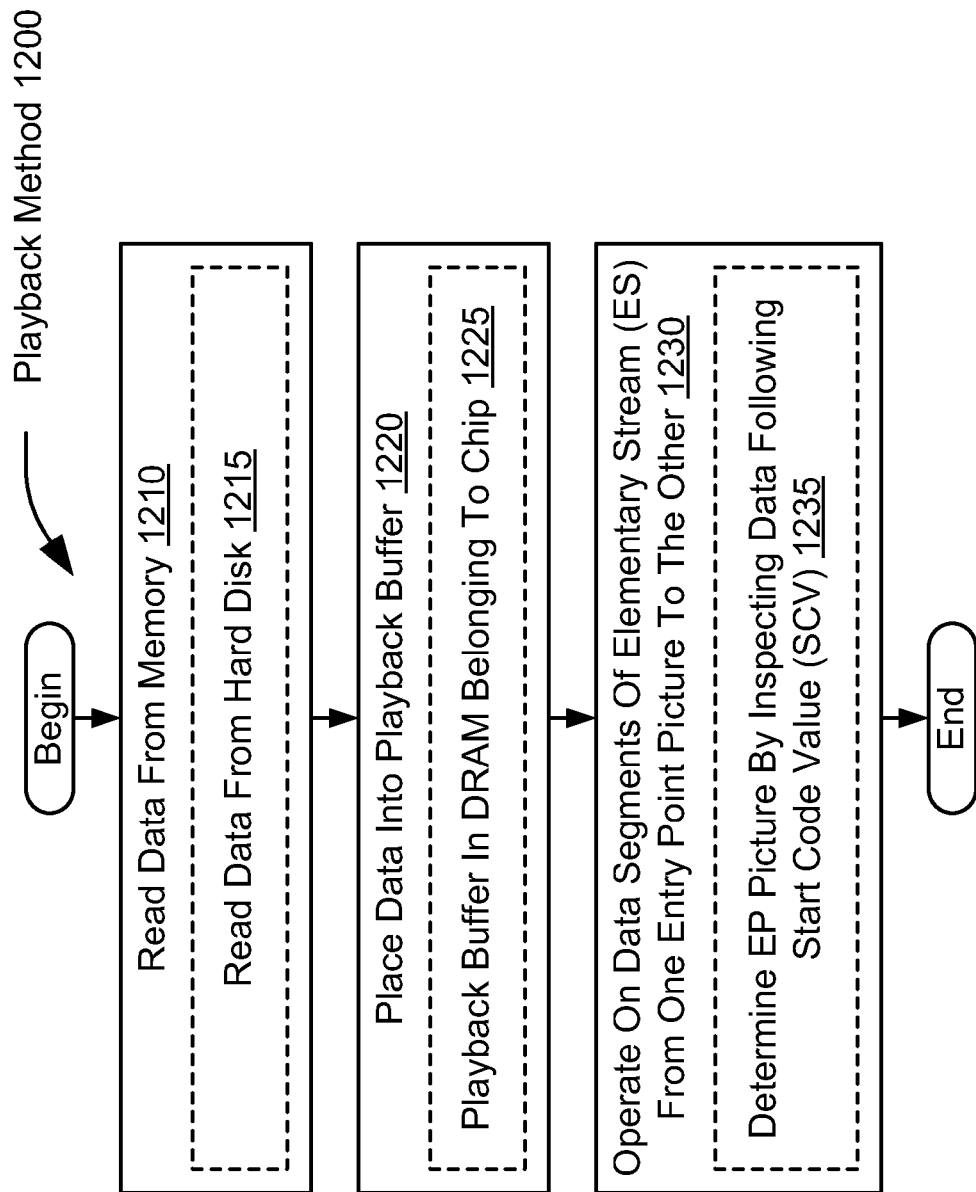 Playback Method 1200
Begin
Read Data From Memory 1210
Read Data From Hard Disk 1215
Place Data Into Playback Buffer 1220
Playback Buffer In DRAM Belonging To Chip 1225
Operate On Data Segments Of Elementary Stream (ES)
From One Entry Point Picture To The Other 1230
Determine EP Picture By Inspecting Data Following
Start Code Value (SCV) 1235
End